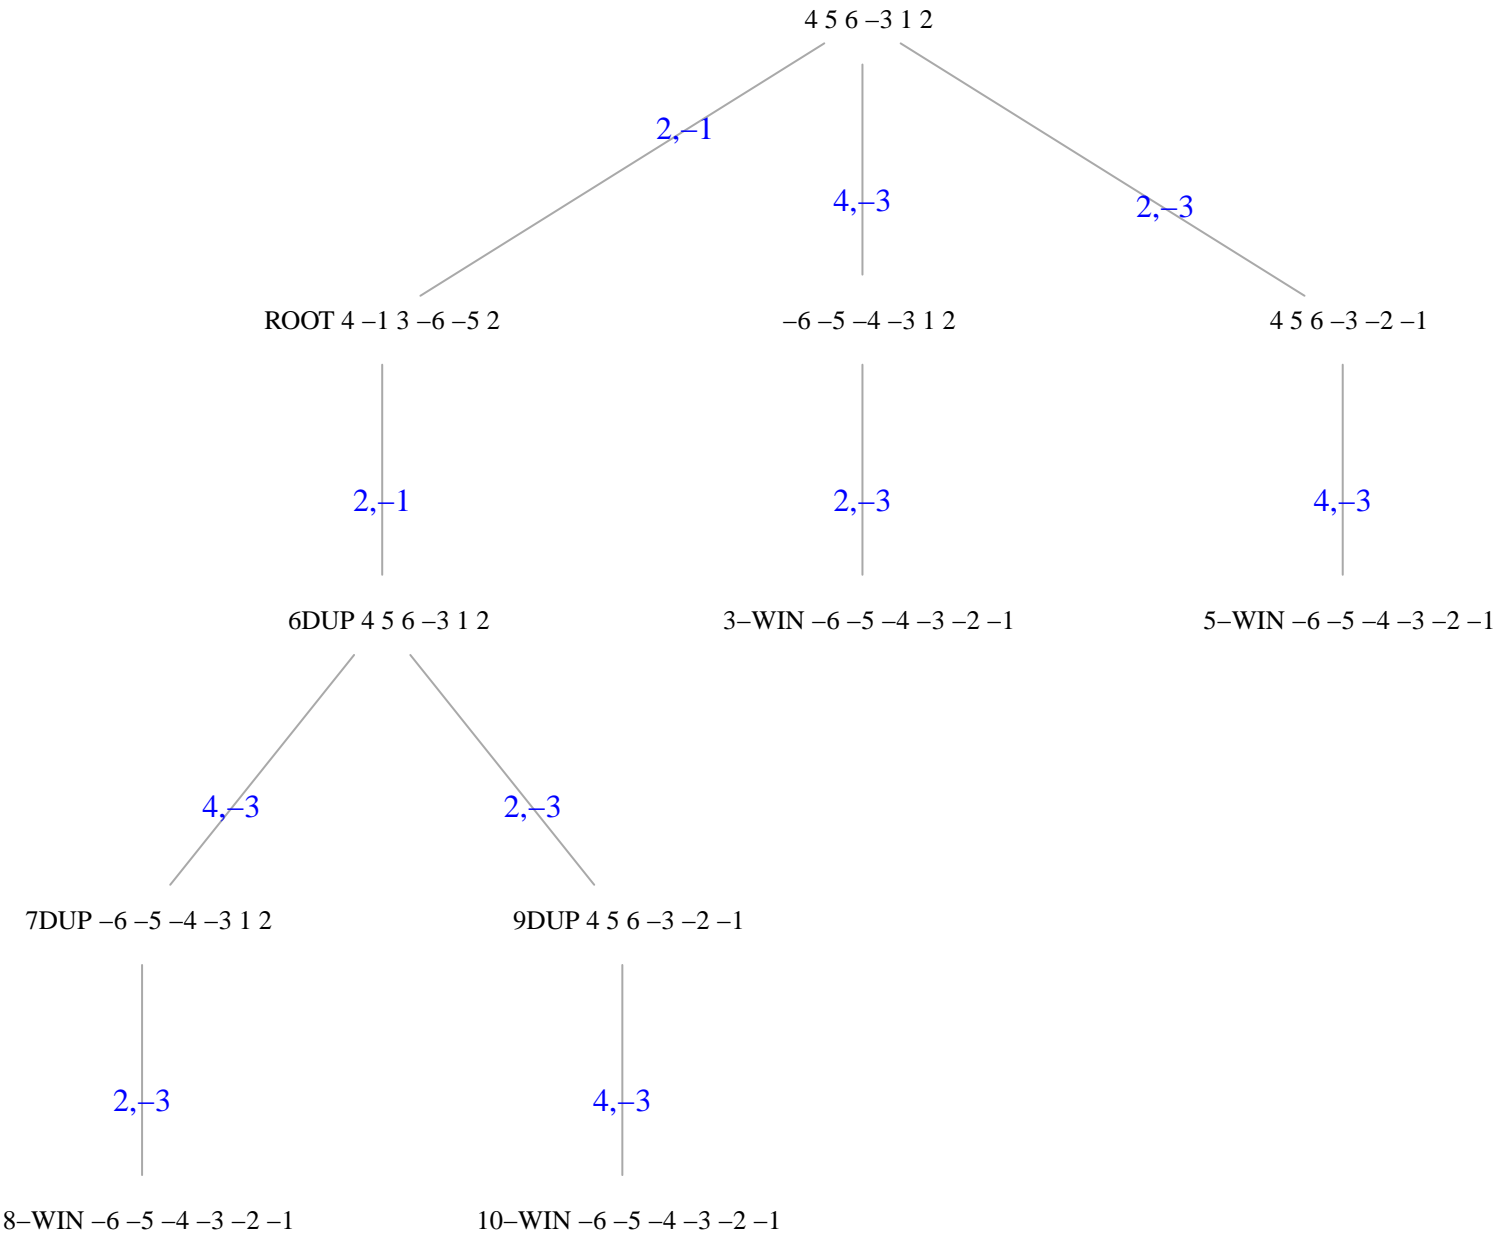 4 5 6 –3 1 2
2,–1
4,–3
2,–3
ROOT 4 –1 3 –6 –5 2
–6 –5 –4 –3 1 2
4 5 6 –3 –2 –1
2,–1
2,–3
4,–3
6DUP 4 5 6 –3 1 2
3–WIN –6 –5 –4 –3 –2 –1
5–WIN –6 –5 –4 –3 –2 –1
4,–3
2,–3
7DUP –6 –5 –4 –3 1 2
9DUP 4 5 6 –3 –2 –1
2,–3
4,–3
8–WIN –6 –5 –4 –3 –2 –1
10–WIN –6 –5 –4 –3 –2 –1